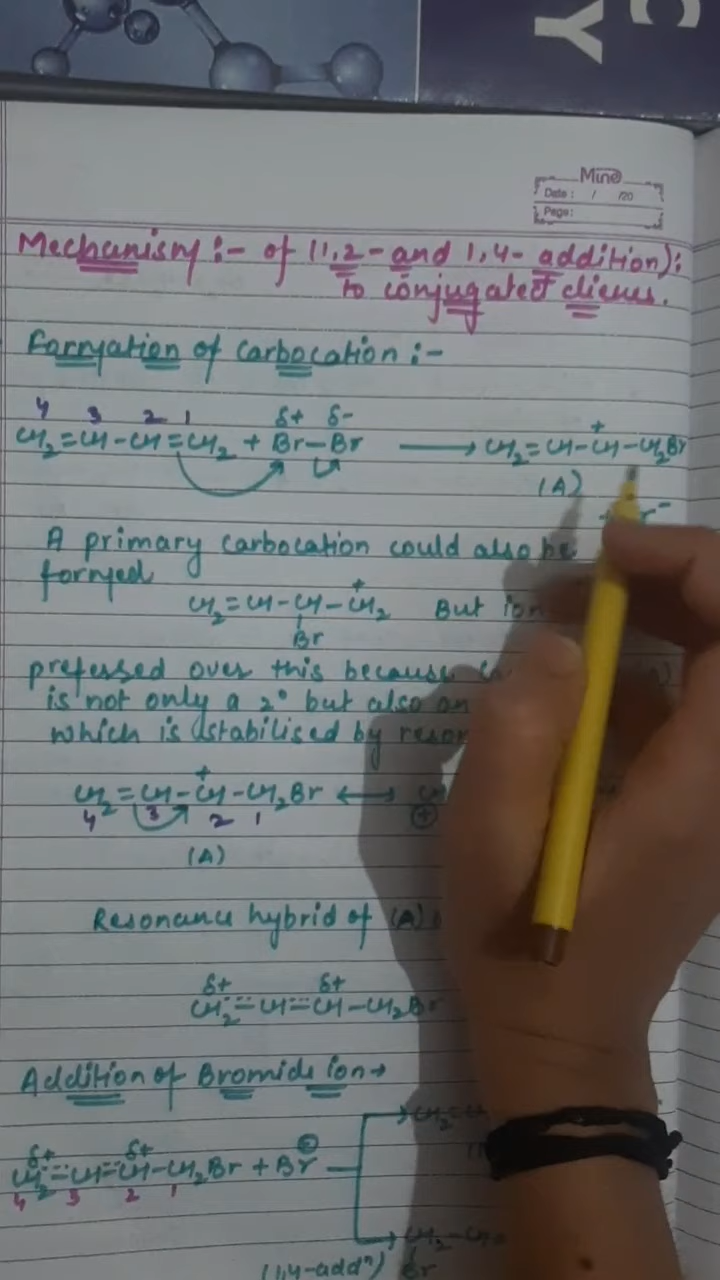 C
Y
Mine
Date : / /20
Page:
Mechanism :- of (1,2- and 1,4- addition):
to conjugated dienes.
Formation of Carbocation :-
4 3 2 1 δ+ δ- +
CH2=CH-CH=CH2 + Br-Br ⟶ CH2=CH-CH-CH2Br
(A)
+ Br-
A primary carbocation could also be
formed
+
CH2=CH-CH-CH2 But ion
Br
preferred over this because
is not only a 2° but also an
which is stabilised by
+
CH2=CH-CH-CH2Br ⟷
4 3 2 1 +
(A)
Resonance hybrid of (A)
δ+ δ+
CH2=CH=CH-CH2Br
Addition of Bromide ion→
δ+ δ+ -
CH2=CH=CH-CH2Br + Br
4 3 2 1
CH2-
(1,4-addn) Br